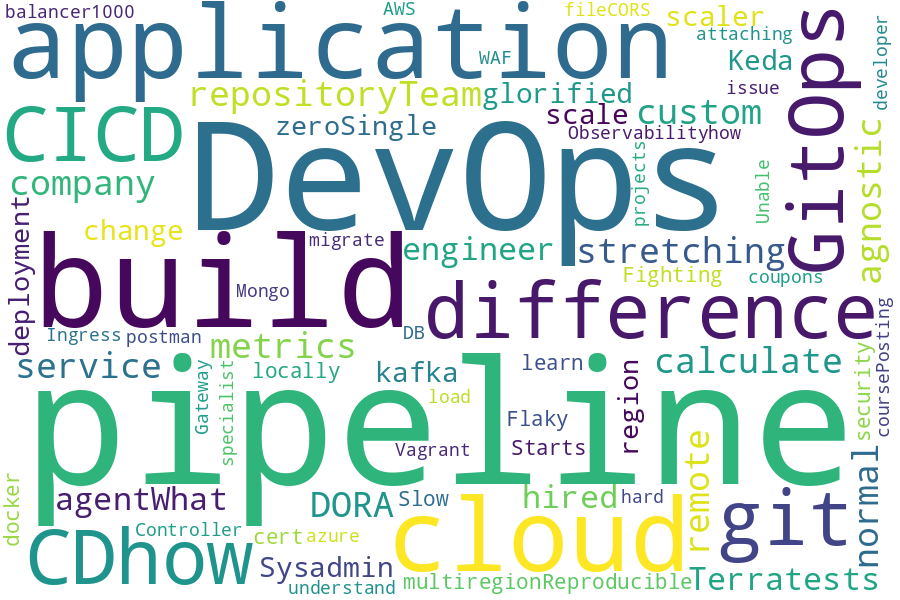 balancer1000
AWS
fileCORS
scaler
application
attaching
developer
WAF
Keda
GitOps
issue
repositoryTeam
glorified
scale
custom
CICD
DevOps
zeroSingle
Observabilityhow
agnostic
company
projects
Unable
deployment
change
build
migrate
engineer
stretching
Fighting
coupons
Mongo
difference
Ingress
postman
DB
metrics
service
locally
Gateway
specialist
kafka
learn
region
calculate
security
coursePosting
pipeline
load
Flaky
Vagrant
Starts
remote
normal
docker
agentWhat
DORA
Slow
hired
hard
git
CDhow
Controller
cert
azure
cloud
Sysadmin
understand
multiregionReproducible
Terratests